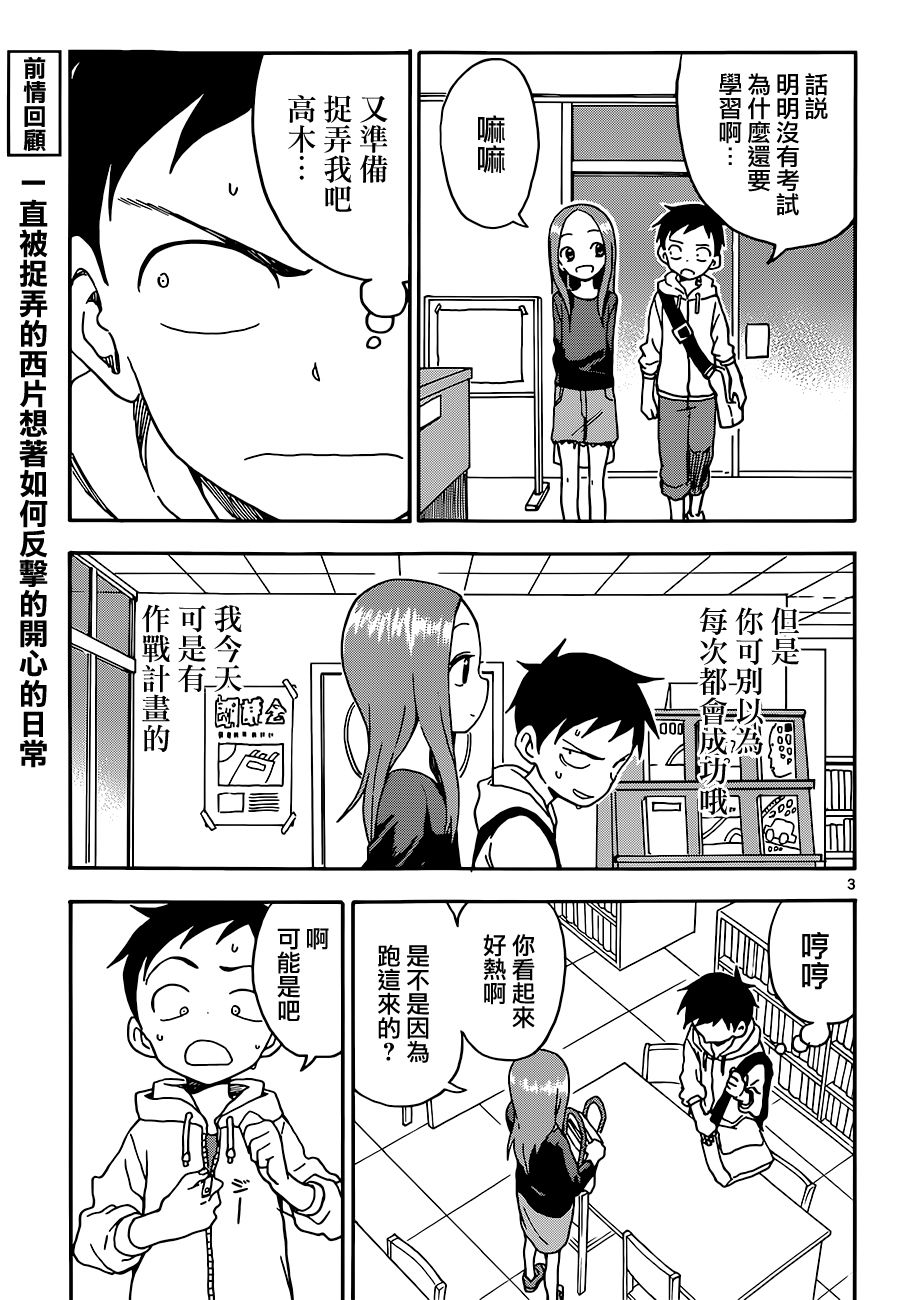 話説
明明沒有考試
為什麼還要
學習啊…
嘛
嘛
又準備
捉弄我吧
高木…
前情回顧
一直被捉弄的西片想著如何反擊的開心的日常
但是
你可別以為
每次都會成功哦
我今天
可是有
作戰計畫的
3
哼哼
你看起來
好熱啊
是不是因為
跑這來的?
啊
可能是吧
ジー